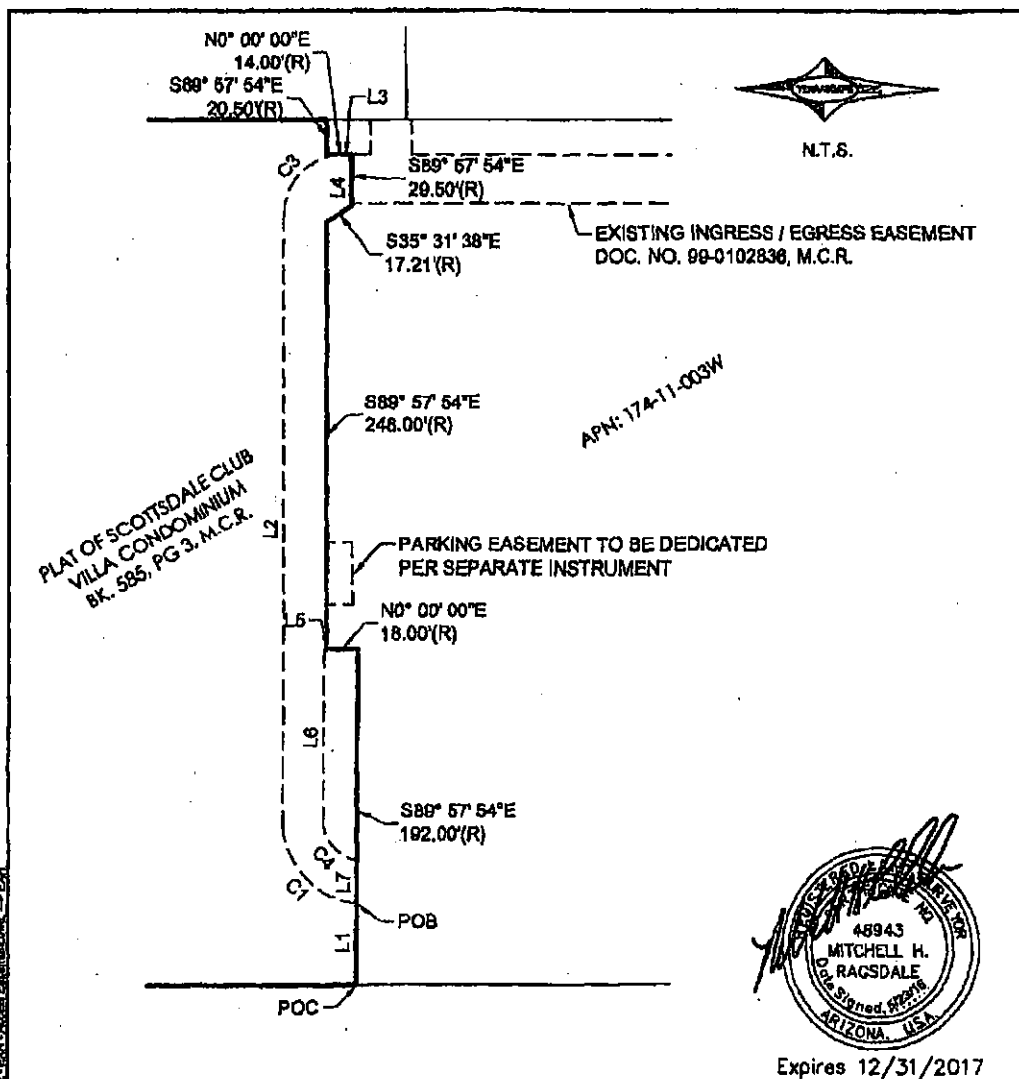 N0° 00' 00"E
14.00'(R)
S89° 57' 54"E
20.50'(R)
L3
N.T.S.
C3
L4
S89° 57' 54"E
29.50'(R)
EXISTING INGRESS / EGRESS EASEMENT
DOC. NO. 99-0102836, M.C.R.
S35° 31' 38"E
17.21'(R)
APN: 174-11-003W
S89° 57' 54"E
248.00'(R)
PLAT OF SCOTTSDALE CLUB
VILLA CONDOMINIUM
BK. 585, PG 3, M.C.R.
L2
PARKING EASEMENT TO BE DEDICATED
PER SEPARATE INSTRUMENT
L5
N0° 00' 00"E
18.00'(R)
L6
S89° 57' 54"E
192.00'(R)
C4
C1
L7
POB
L1
POC
48943
MITCHELL H.
RAGSDALE
Date Signed
ARIZONA, U.S.A.
Expires 12/31/2017